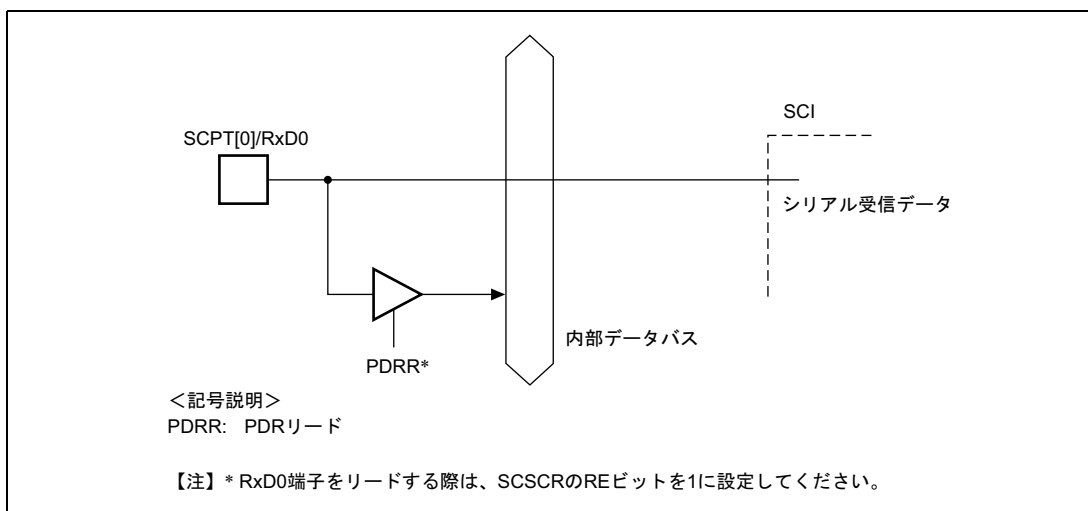 SCI
SCPT[0]/RxD0
シリアル受信データ
内部データバス
PDRR*
＜記号説明＞
PDRR: PDRリード
【注】* RxD0端子をリードする際は、SCSCRのREビットを1に設定してください。